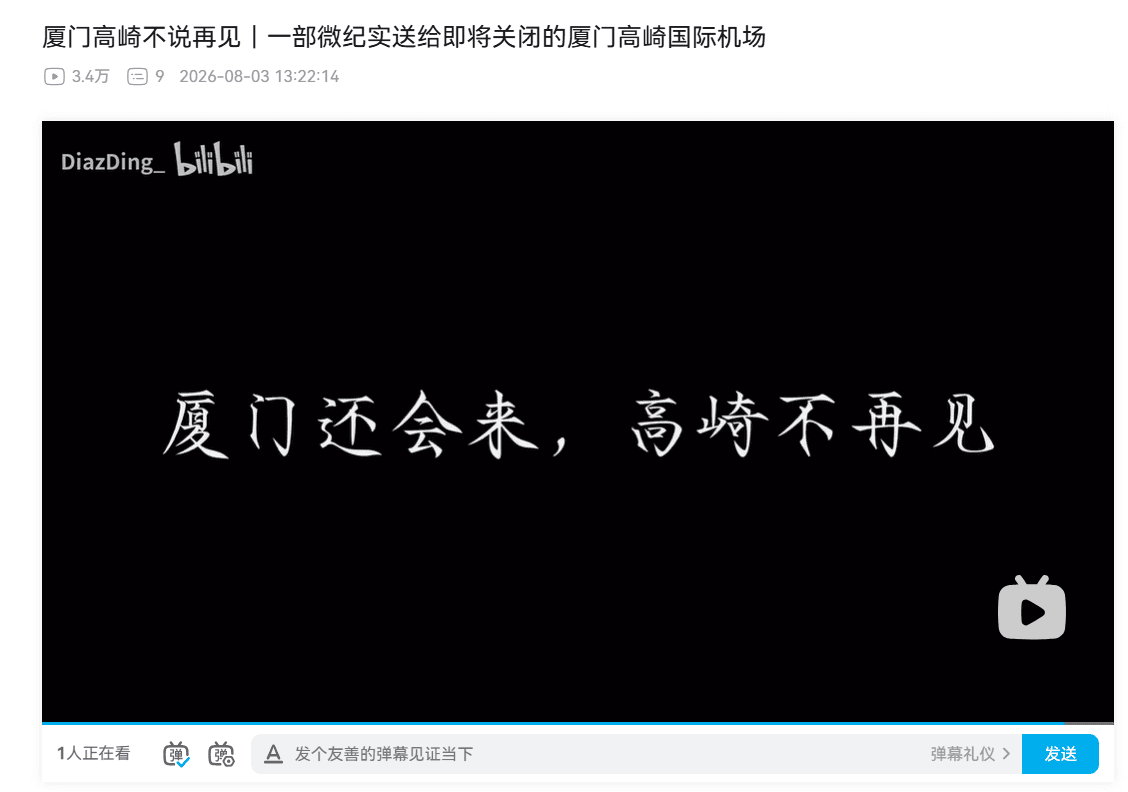 厦门高崎不说再见｜一部微纪实送给即将关闭的厦门高崎国际机场
3.4万 9 2026-08-03 13:22:14
DiazDing_ bilibili
厦门还会来，高崎不再见
1人正在看 弹 弹 A 发个友善的弹幕见证当下 弹幕礼仪 发送